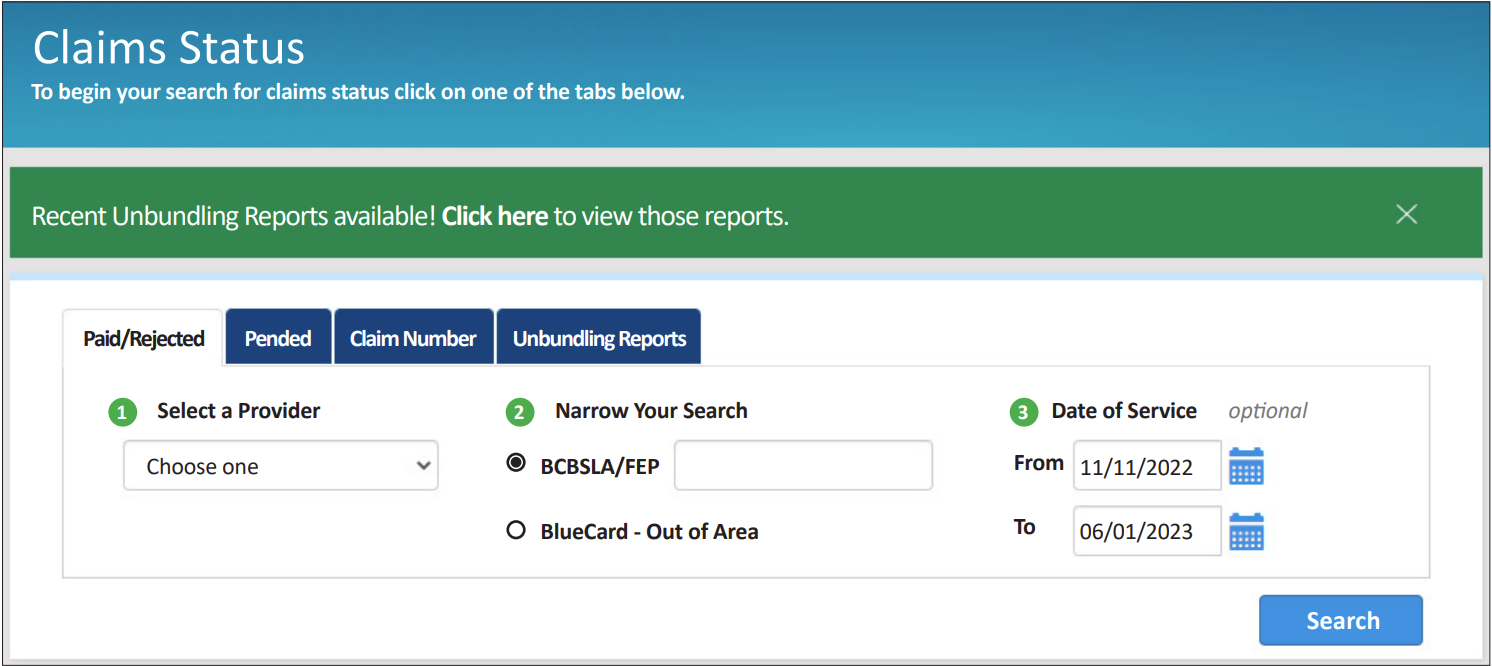 Claims Status
To begin your search for claims status click on one of the tabs below.
Recent Unbundling Reports available! Click here to view those reports.
Paid/Rejected Pended Claim Number Unbundling Reports
1 Select a Provider 2 Narrow Your Search 3 Date of Service optional
Choose one BCBSLA/FEP From 11/11/2022
BlueCard - Out of Area To 06/01/2023
Search